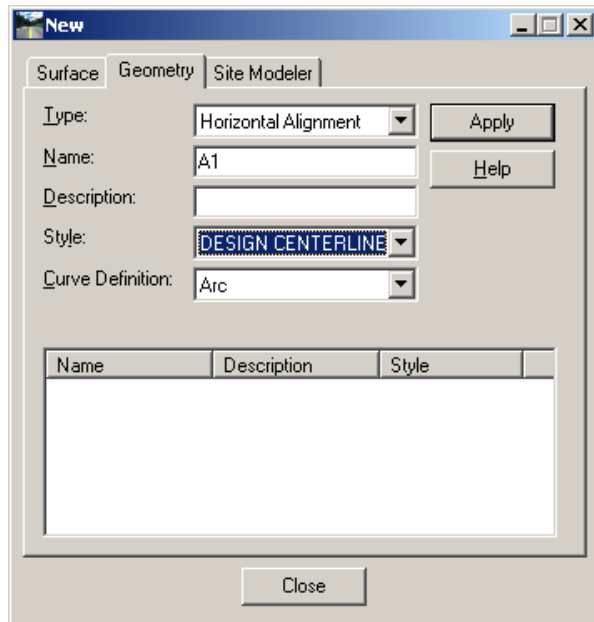 New
Surface Geometry Site Modeler
Type: Horizontal Alignment Apply
Name: A1 Help
Description:
Style: DESIGN CENTERLINE
Curve Definition: Arc
Name Description Style
Close